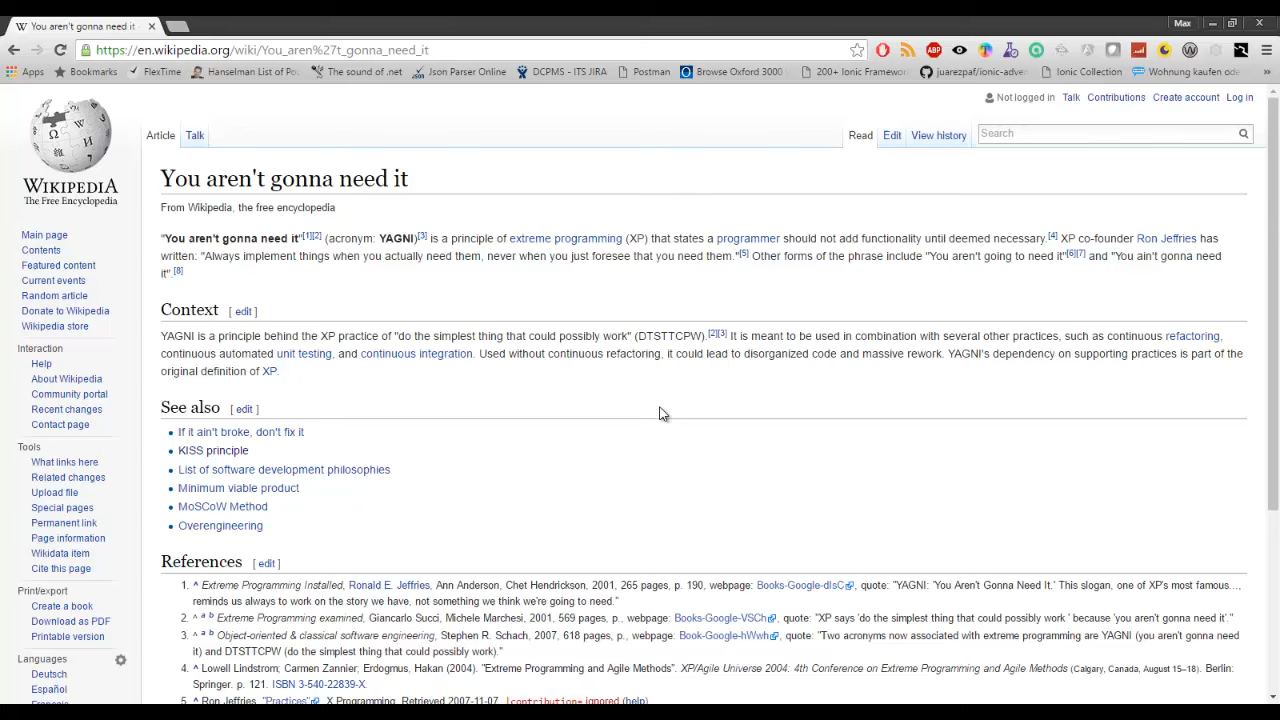 You aren't gonna need it
Max
https://en.wikipedia.org/wiki/You_aren%27t_gonna_need_it
Apps Bookmarks FlexTime Hanselman List of Po The sound of .net Json Parser Online DCPMS - ITS JIRA Postman Browse Oxford 3000 200+ Ionic Framewor juarezpaf/ionic-adve Ionic Collection Wohnung kaufen ode
Not logged in Talk Contributions Create account Log in
Article Talk Read Edit View history Search
WIKIPEDIA
The Free Encyclopedia
Main page
Contents
Featured content
Current events
Random article
Donate to Wikipedia
Wikipedia store
Interaction
Help
About Wikipedia
Community portal
Recent changes
Contact page
Tools
What links here
Related changes
Upload file
Special pages
Permanent link
Page information
Wikidata item
Cite this page
Print/export
Create a book
Download as PDF
Printable version
Languages
Deutsch
Español
Français
You aren't gonna need it
From Wikipedia, the free encyclopedia
"You aren't gonna need it"[1][2] (acronym: YAGNI)[3] is a principle of extreme programming (XP) that states a programmer should not add functionality until deemed necessary.[4] XP co-founder Ron Jeffries has
written: "Always implement things when you actually need them, never when you just foresee that you need them."[5] Other forms of the phrase include "You aren't going to need it"[6][7] and "You ain't gonna need
it".[8]
Context [ edit ]
YAGNI is a principle behind the XP practice of "do the simplest thing that could possibly work" (DTSTTCPW).[2][3] It is meant to be used in combination with several other practices, such as continuous refactoring,
continuous automated unit testing, and continuous integration. Used without continuous refactoring, it could lead to disorganized code and massive rework. YAGNI's dependency on supporting practices is part of the
original definition of XP.
See also [ edit ]
If it ain't broke, don't fix it
KISS principle
List of software development philosophies
Minimum viable product
MoSCoW Method
Overengineering
References [ edit ]
1. ^ Extreme Programming Installed, Ronald E. Jeffries, Ann Anderson, Chet Hendrickson, 2001, 265 pages, p. 190, webpage: Books-Google-dIsC, quote: "YAGNI: 'You Aren't Gonna Need It.' This slogan, one of XP's most famous...,
reminds us always to work on the story we have, not something we think we're going to need."
2. ^ a b Extreme Programming examined, Giancarlo Succi, Michele Marchesi, 2001. 569 pages, p., webpage: Books-Google-VSCh, quote: "XP says 'do the simplest thing that could possibly work ' because 'you aren't gonna need it'."
3. ^ a b Object-oriented & classical software engineering, Stephen R. Schach, 2007, 618 pages, p., webpage: Book-Google-hWwh, quote: "Two acronyms now associated with extreme programming are YAGNI (you aren't gonna need
it) and DTSTTCPW (do the simplest thing that could possibly work)."
4. ^ Lowell Lindstrom; Carmen Zannier; Erdogmus, Hakan (2004). "Extreme Programming and Agile Methods". XP/Agile Universe 2004: 4th Conference on Extreme Programming and Agile Methods (Calgary, Canada, August 15–18). Berlin:
Springer. p. 121. ISBN 3-540-22839-X.
5. ^ Ron Jeffries, "Practices", X Programming, Retrieved 2007-11-07, |contribution= ignored (help)